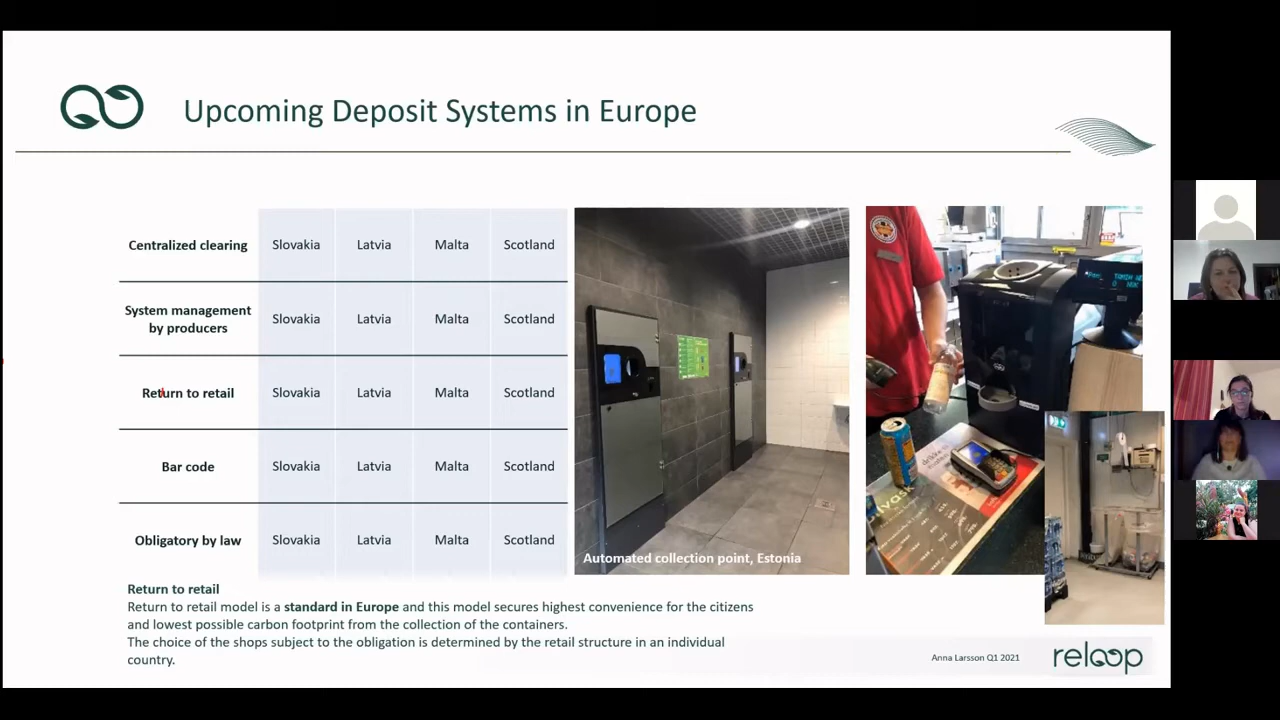 Upcoming Deposit Systems in Europe
Centralized clearing Slovakia Latvia Malta Scotland
System management
by producers Slovakia Latvia Malta Scotland
Return to retail Slovakia Latvia Malta Scotland
Bar code Slovakia Latvia Malta Scotland
Obligatory by law Slovakia Latvia Malta Scotland
Automated collection point, Estonia
Return to retail
Return to retail model is a standard in Europe and this model secures highest convenience for the citizens
and lowest possible carbon footprint from the collection of the containers.
The choice of the shops subject to the obligation is determined by the retail structure in an individual
country.
Anna Larsson Q1 2021
reloop